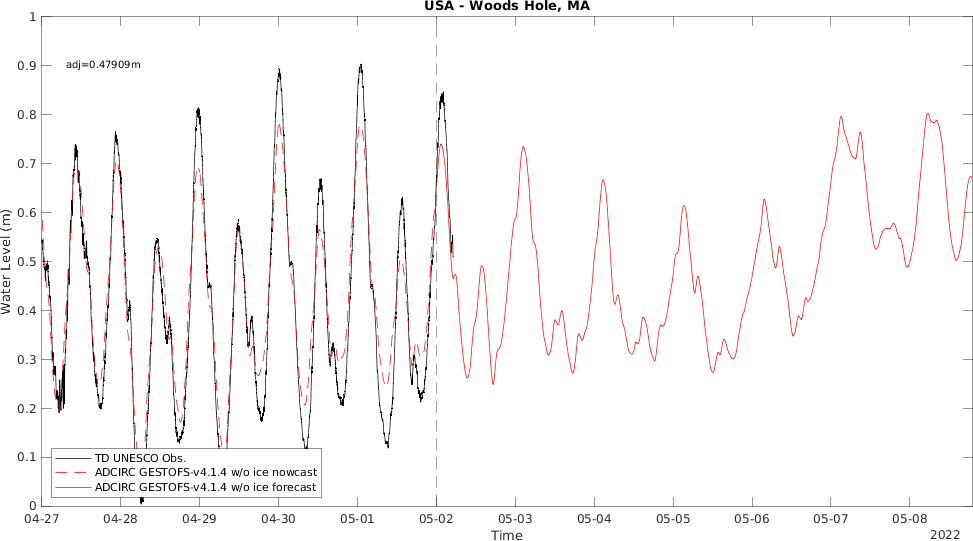 USA - Woods Hole, MA
1
0.9
0.8
0.7
0.6
0.5
0.4
0.3
0.2
0.1
0
Water Level (m)
adj=0.47909m
TD UNESCO Obs.
ADCIRC GESTOFS-v4.1.4 w/o ice nowcast
ADCIRC GESTOFS-v4.1.4 w/o ice forecast
04-27 04-28 04-29 04-30 05-01 05-02 05-03 05-04 05-05 05-06 05-07 05-08
Time
2022